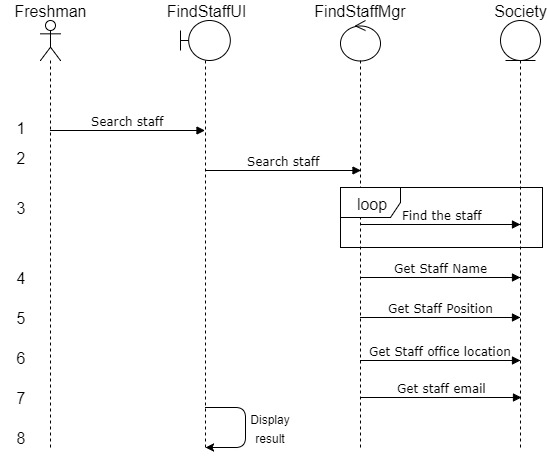 Freshman FindStaffUI FindStaffMgr Society
1 Search staff
2 Search staff
loop
3 Find the staff
4 Get Staff Name
5 Get Staff Position
6 Get Staff office location
7 Get staff email
Display
8 result